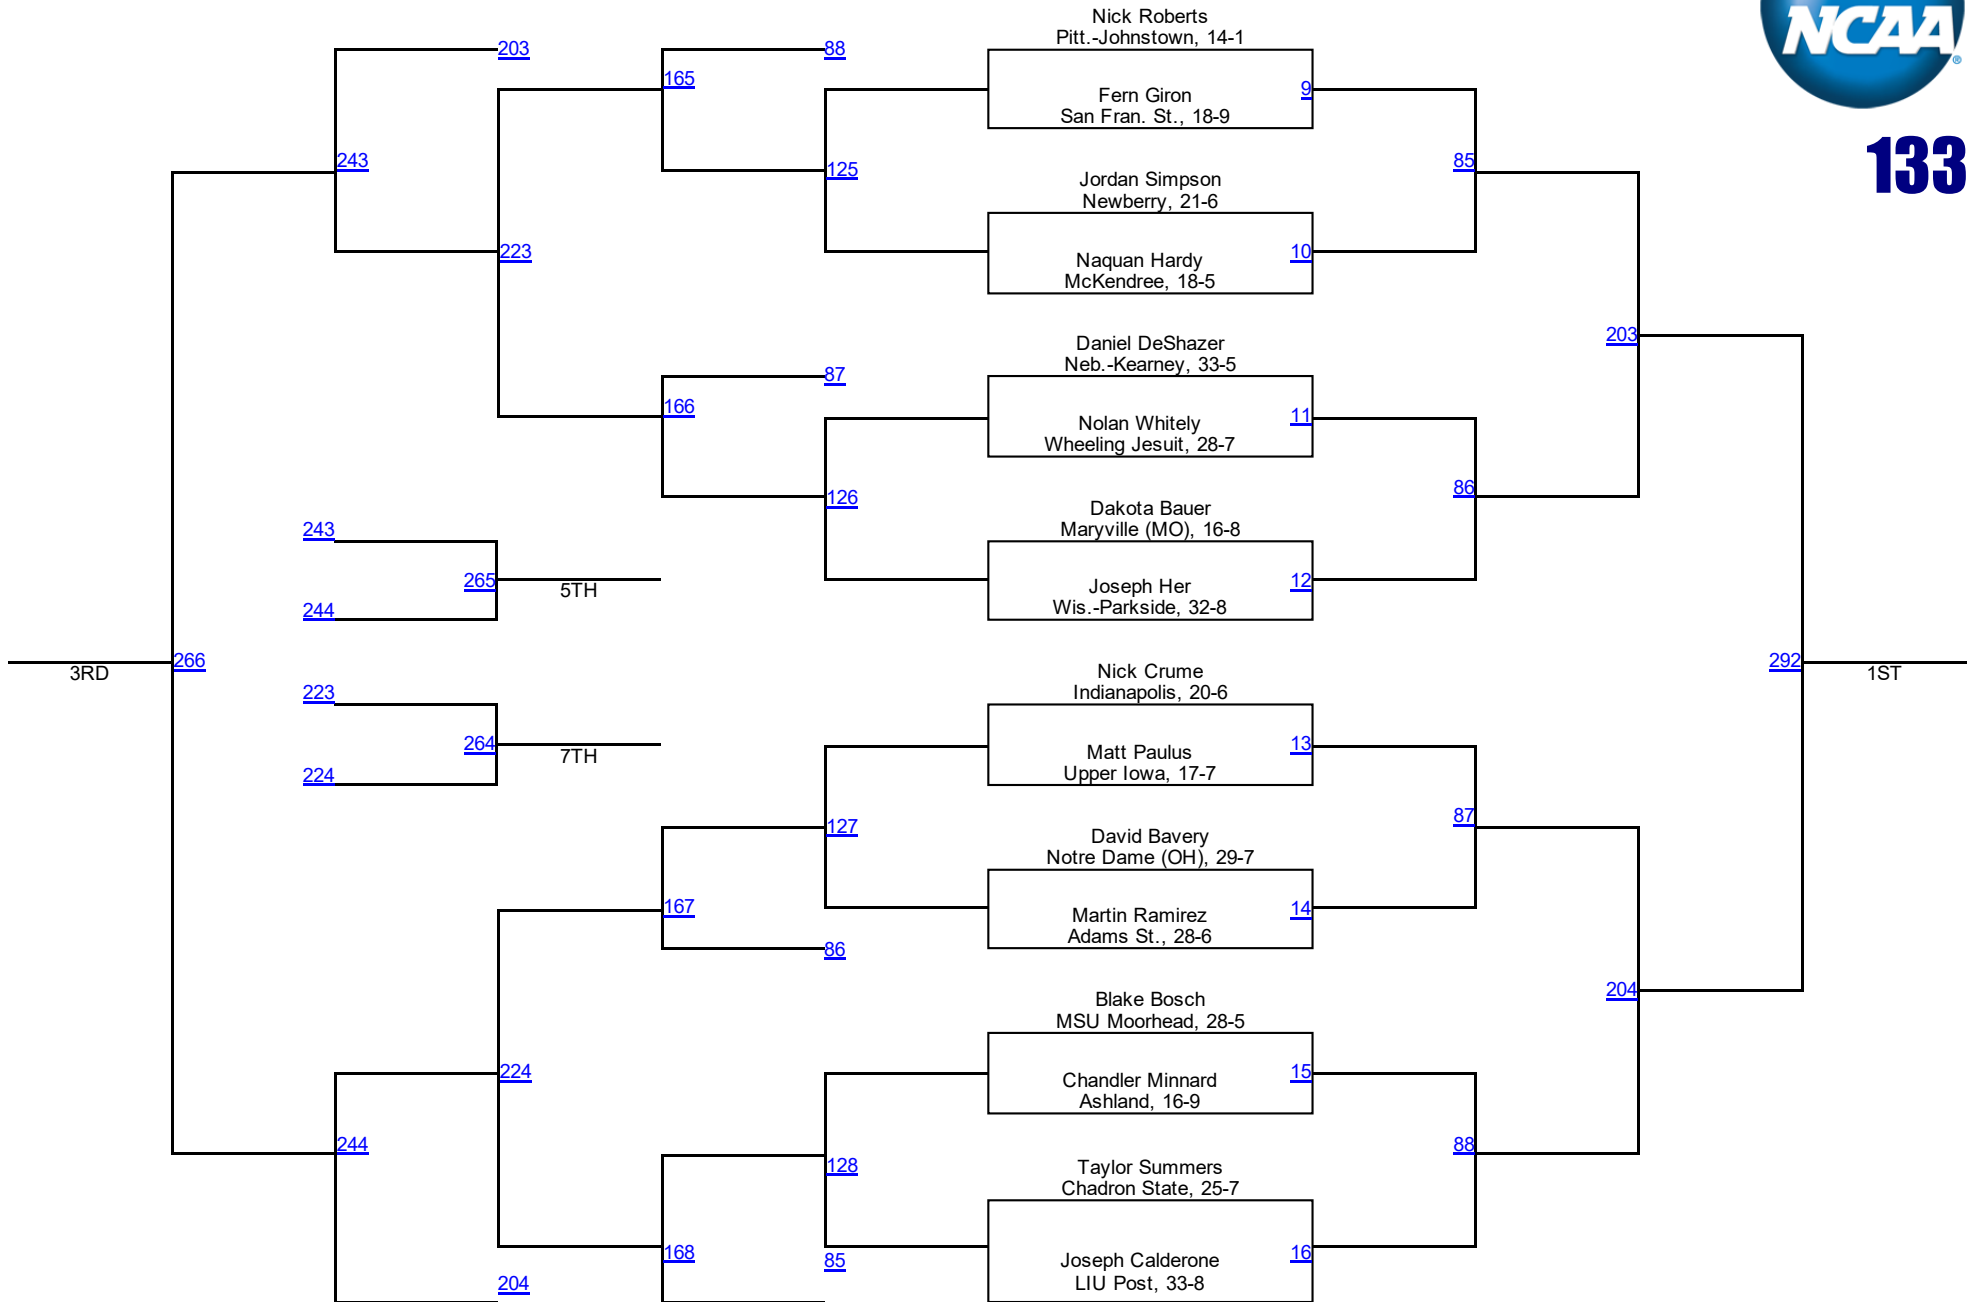 Nick Roberts
NCAA
®
203
88
Pitt.-Johnstown, 14-1
165
Fern Giron
9
San Fran. St., 18-9
133
243
125
85
Jordan Simpson
Newberry, 21-6
223
10
Naquan Hardy
McKendree, 18-5
203
Daniel DeShazer
Neb.-Kearney, 33-5
87
166
11
Nolan Whitely
Wheeling Jesuit, 28-7
126
86
Dakota Bauer
243
Maryville (MO), 16-8
265
5TH
12
Joseph Her
244
Wis.-Parkside, 32-8
3RD
266
Nick Crume
292
1ST
223
Indianapolis, 20-6
264
7TH
13
Matt Paulus
224
Upper Iowa, 17-7
127
87
David Bavery
Notre Dame (OH), 29-7
167
14
Martin Ramirez
Adams St., 28-6
86
204
Blake Bosch
MSU Moorhead, 28-5
224
15
Chandler Minnard
Ashland, 16-9
244
128
88
Taylor Summers
Chadron State, 25-7
168
85
16
Joseph Calderone
204
LIU Post, 33-8